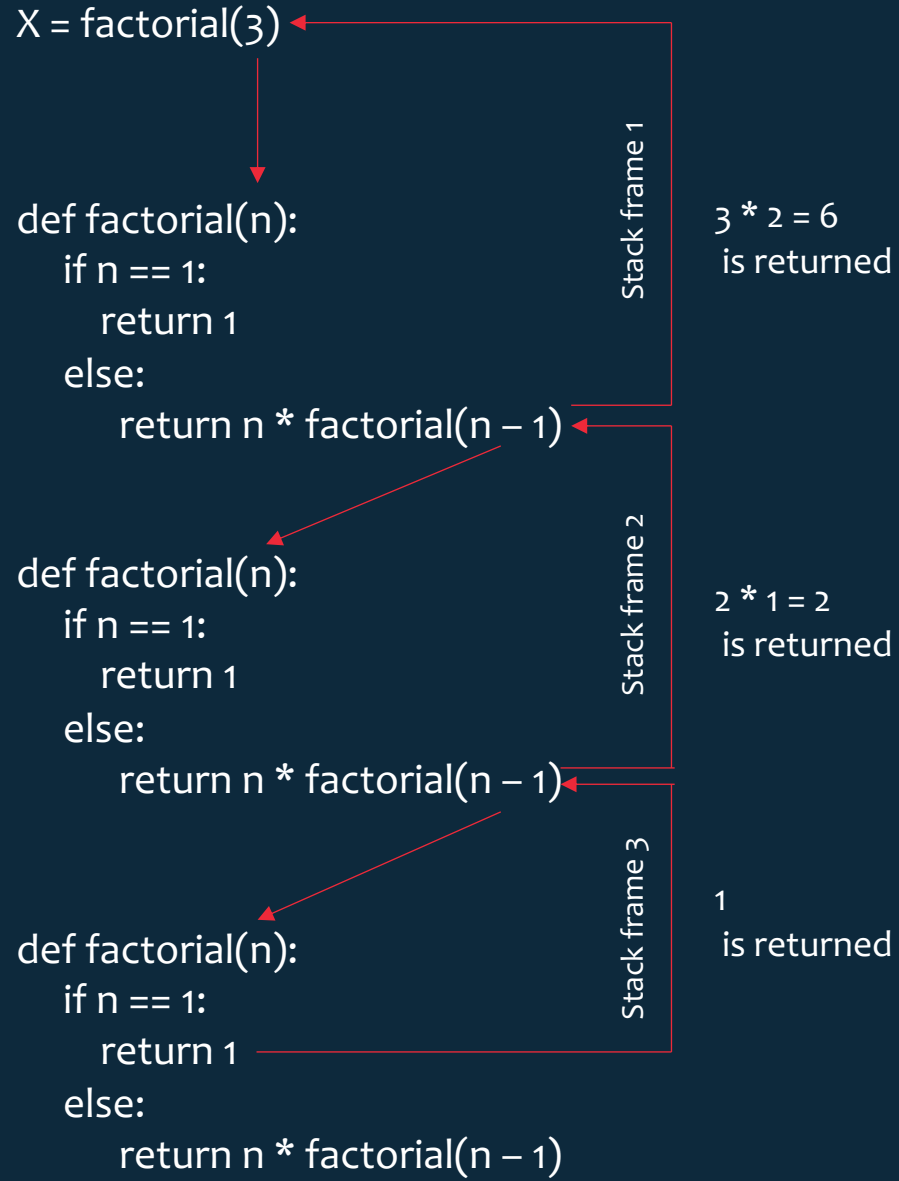 X = factorial(3)
Stack frame 1
3 * 2 = 6
is returned
def factorial(n):
if n == 1:
return 1
else:
return n * factorial(n – 1)
Stack frame 2
2 * 1 = 2
is returned
def factorial(n):
if n == 1:
return 1
else:
return n * factorial(n – 1)
Stack frame 3
1
is returned
def factorial(n):
if n == 1:
return 1
else:
return n * factorial(n – 1)